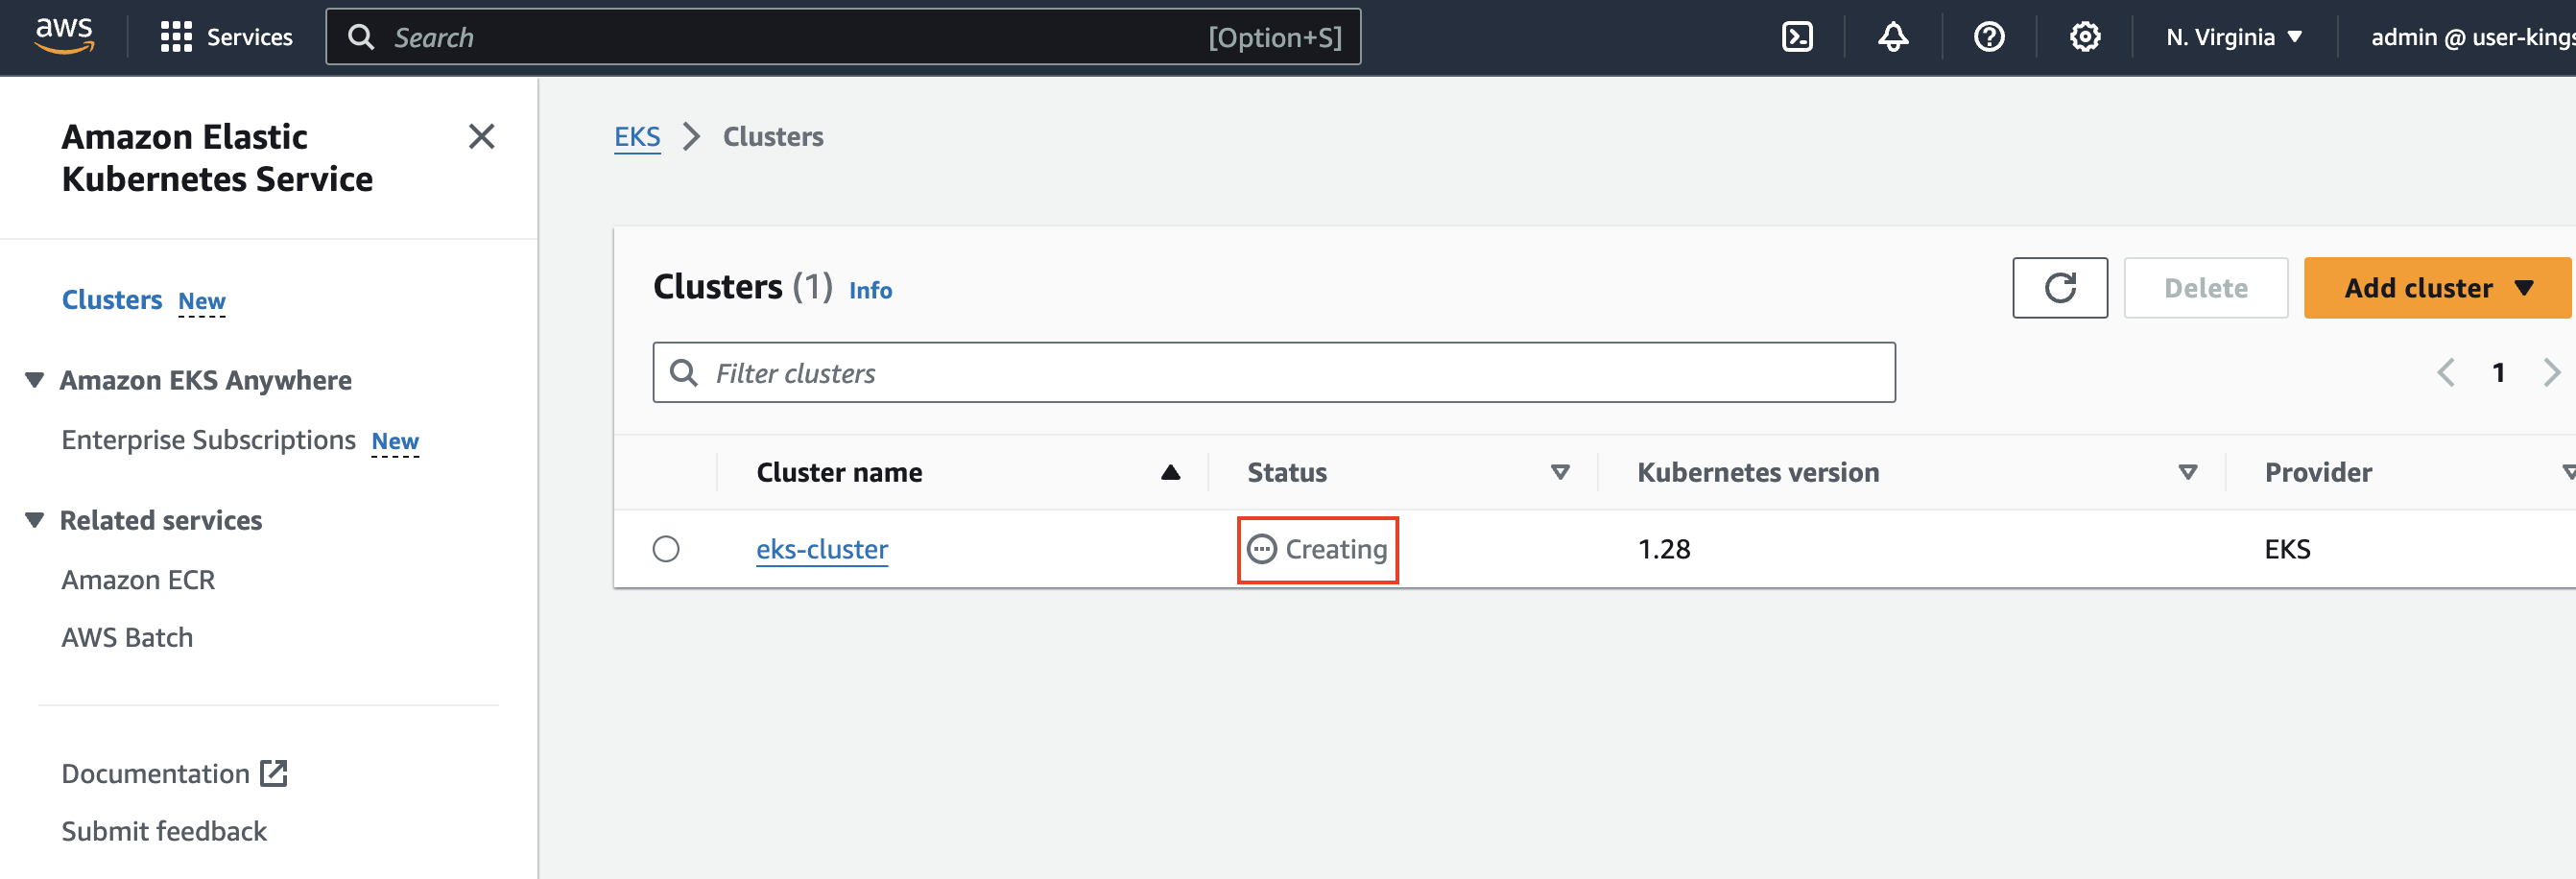 aws
Services
Search [Option+S]
N. Virginia
admin @ user-kings
Amazon Elastic
Kubernetes Service
Clusters New
Amazon EKS Anywhere
Enterprise Subscriptions New
Related services
Amazon ECR
AWS Batch
Documentation
Submit feedback
EKS Clusters
Clusters (1) Info
Delete
Add cluster
Filter clusters
1
Cluster name Status Kubernetes version Provider
eks-cluster Creating 1.28 EKS